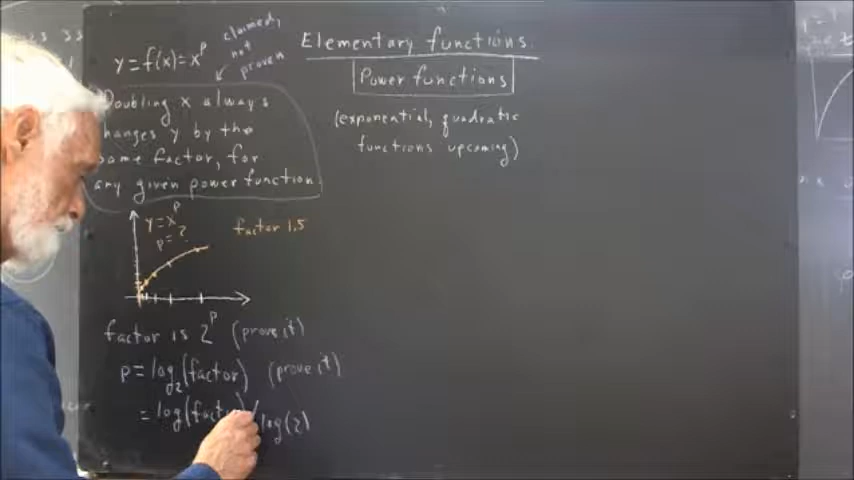 y = f(x) = x^p
claimed, not proven
Elementary functions.
Power functions
(exponential, quadratic
functions upcoming)
Doubling x always
changes y by the
same factor, for
any given power function.
y = x^p
p = ?
factor 1.5
factor is 2^p (prove it)
p = log_2(factor) (prove it)
= log(factor)/log(2)